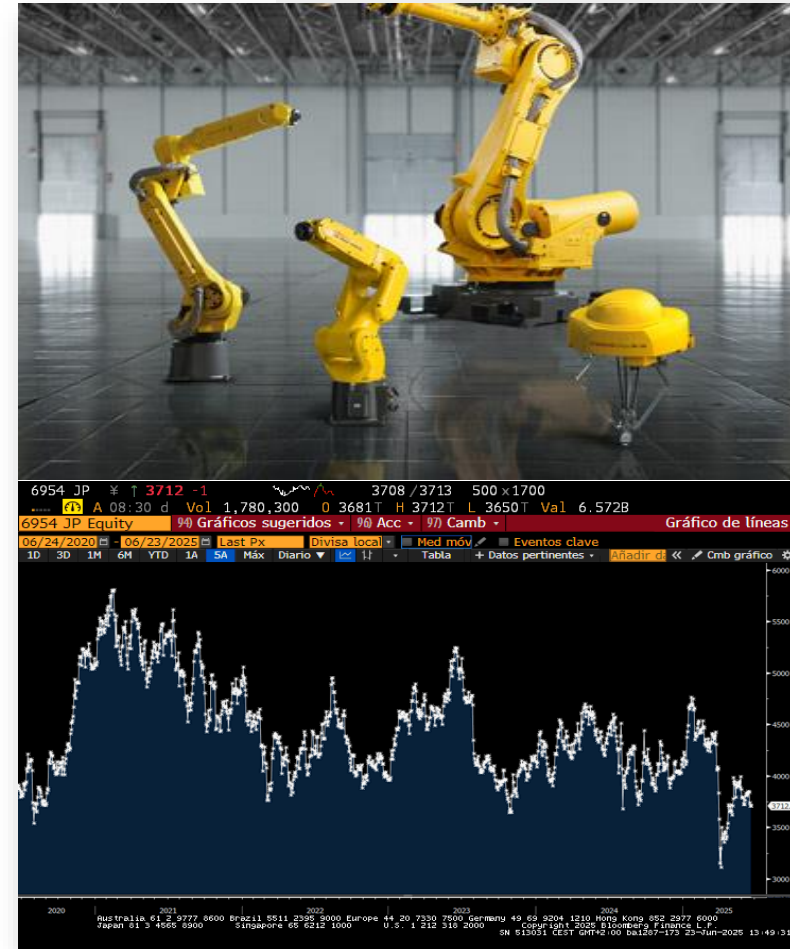 6954 JP ¥ ↑ 3712 -1 3708/3713 500×1700
A 08:30 d Vol 1,780,300 O 3681T H 3712T L 3650T Val 6.572B
6954 JP Equity 94) Gráficos sugeridos 96) Acc 97) Camb Gráfico de líneas
06/24/2020 - 06/23/2025 Last Px Divisa local Med móv Eventos clave
1D 3D 1M 6M YTD 1A 5A Máx Diario ▼ Tabla + Datos pertinentes Añadir da « Cmb gráfico
6000
5500
5000
4500
4000
3712
3500
3000
2020 2021 2022 2023 2024 2025
Australia 61 2 9777 8600 Brazil 5511 2395 9000 Europe 44 20 7330 7500 Germany 49 69 9204 1210 Hong Kong 852 2977 6000
Japan 81 3 4565 8900 Singapore 65 6212 1000 U.S. 1 212 318 2000 Copyright 2025 Bloomberg Finance L.P.
SN 513031 CEST GMT+2:00 ba1287-173 23-Jun-2025 13:49:31